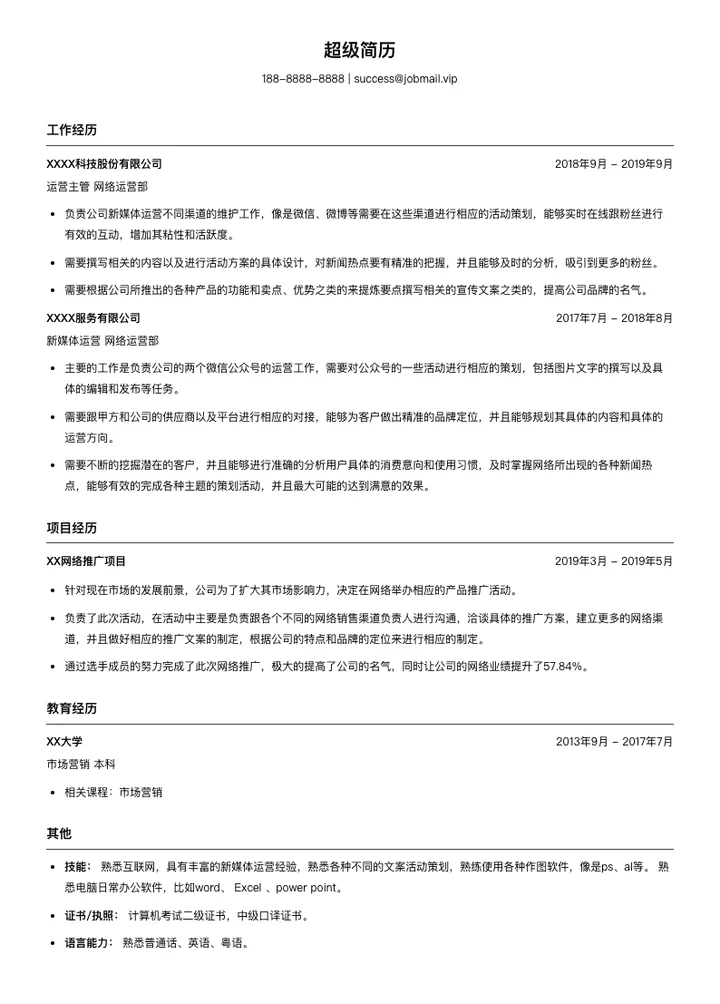 超级简历
188-8888-8888 | success@jobmail.vip
工作经历
XXXX科技股份有限公司 2018年9月 – 2019年9月
运营主管 网络运营部
• 负责公司新媒体运营不同渠道的维护工作，像是微信、微博等需要在这些渠道进行相应的活动策划，能够实时在线跟粉丝进行
有效的互动，增加其粘性和活跃度。
• 需要撰写相关的内容以及进行活动方案的具体设计，对新闻热点要有精准的把握，并且能够及时的分析，吸引到更多的粉丝。
• 需要根据公司所推出的各种产品的功能和卖点、优势之类的来提炼要点撰写相关的宣传文案之类的，提高公司品牌的名气。
XXXX服务有限公司 2017年7月 – 2018年8月
新媒体运营 网络运营部
• 主要的工作是负责公司的两个微信公众号的运营工作，需要对公众号的一些活动进行相应的策划，包括图片文字的撰写以及具
体的编辑和发布等任务。
• 需要跟甲方和公司的供应商以及平台进行相应的对接，能够为客户做出精准的品牌定位，并且能够规划其具体的内容和具体的
运营方向。
• 需要不断的挖掘潜在的客户，并且能够进行准确的分析用户具体的消费意向和使用习惯，及时掌握网络所出现的各种新闻热
点，能够有效的完成各种主题的策划活动，并且最大可能的达到满意的效果。
项目经历
XX网络推广项目 2019年3月 – 2019年5月
• 针对现在市场的发展前景，公司为了扩大其市场影响力，决定在网络举办相应的产品推广活动。
• 负责了此次活动，在活动中主要是负责跟各个不同的网络销售渠道负责人进行沟通，洽谈具体的推广方案，建立更多的网络渠
道，并且做好相应的推广文案的制定，根据公司的特点和品牌的定位来进行相应的制定。
• 通过选手成员的努力完成了此次网络推广，极大的提高了公司的名气，同时让公司的网络业绩提升了57.84%。
教育经历
XX大学 2013年9月 – 2017年7月
市场营销 本科
• 相关课程：市场营销
其他
• 技能： 熟悉互联网，具有丰富的新媒体运营经验，熟悉各种不同的文案活动策划，熟练使用各种作图软件，像是ps、aI等。 熟
悉电脑日常办公软件，比如word、 Excel 、power point。
• 证书/执照： 计算机考试二级证书，中级口译证书。
• 语言能力： 熟悉普通话、英语、粤语。